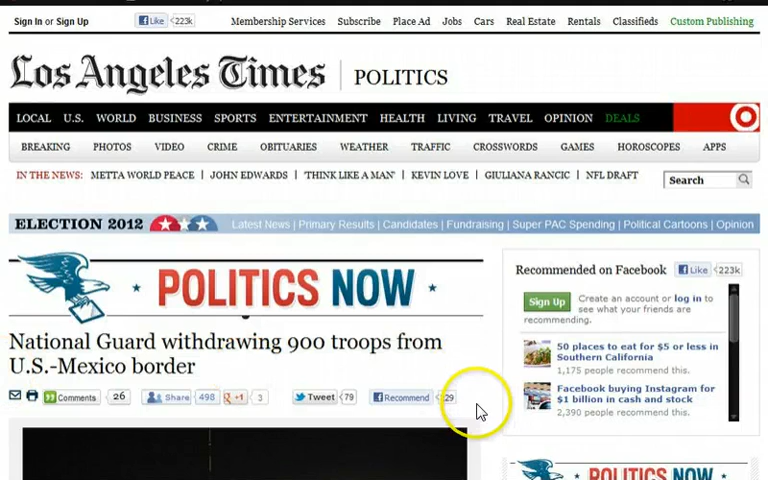 Sign In or Sign Up
Like 223k
Membership Services Subscribe Place Ad Jobs Cars Real Estate Rentals Classifieds Custom Publishing
Los Angeles Times | POLITICS
LOCAL U.S. WORLD BUSINESS SPORTS ENTERTAINMENT HEALTH LIVING TRAVEL OPINION DEALS
BREAKING PHOTOS VIDEO CRIME OBITUARIES WEATHER TRAFFIC CROSSWORDS GAMES HOROSCOPES APPS
IN THE NEWS: METTA WORLD PEACE | JOHN EDWARDS | 'THINK LIKE A MAN' | KEVIN LOVE | GIULIANA RANCIC | NFL DRAFT
Search
ELECTION 2012 Latest News | Primary Results | Candidates | Fundraising | Super PAC Spending | Political Cartoons | Opinion
POLITICS NOW
National Guard withdrawing 900 troops from
U.S.-Mexico border
Comments 26 Share 498 +1 3 Tweet 79 Recommend 29
Recommended on Facebook Like 223k
Sign Up Create an account or log in to
see what your friends are
recommending.
50 places to eat for $5 or less in
Southern California
1,175 people recommend this.
Facebook buying Instagram for
$1 billion in cash and stock
2,390 people recommend this.
POLITICS NOW